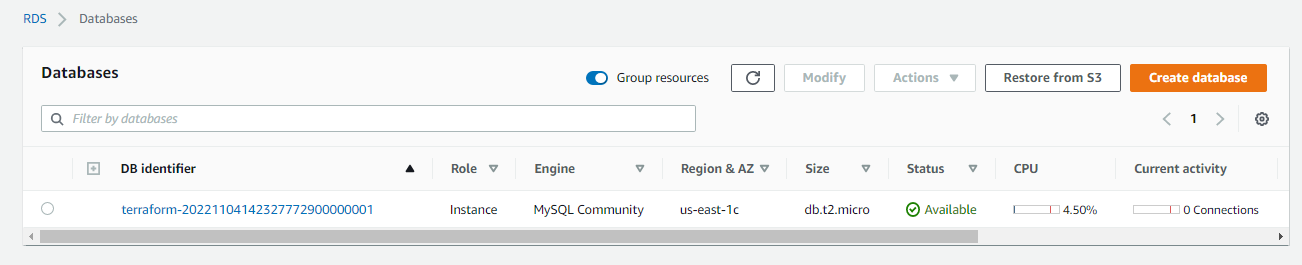 RDS > Databases
Databases
Group resources
Modify
Actions
Restore from S3
Create database
Filter by databases
1
DB identifier Role Engine Region & AZ Size Status CPU Current activity
terraform-20221104142327772900000001 Instance MySQL Community us-east-1c db.t2.micro Available 4.50% 0 Connections